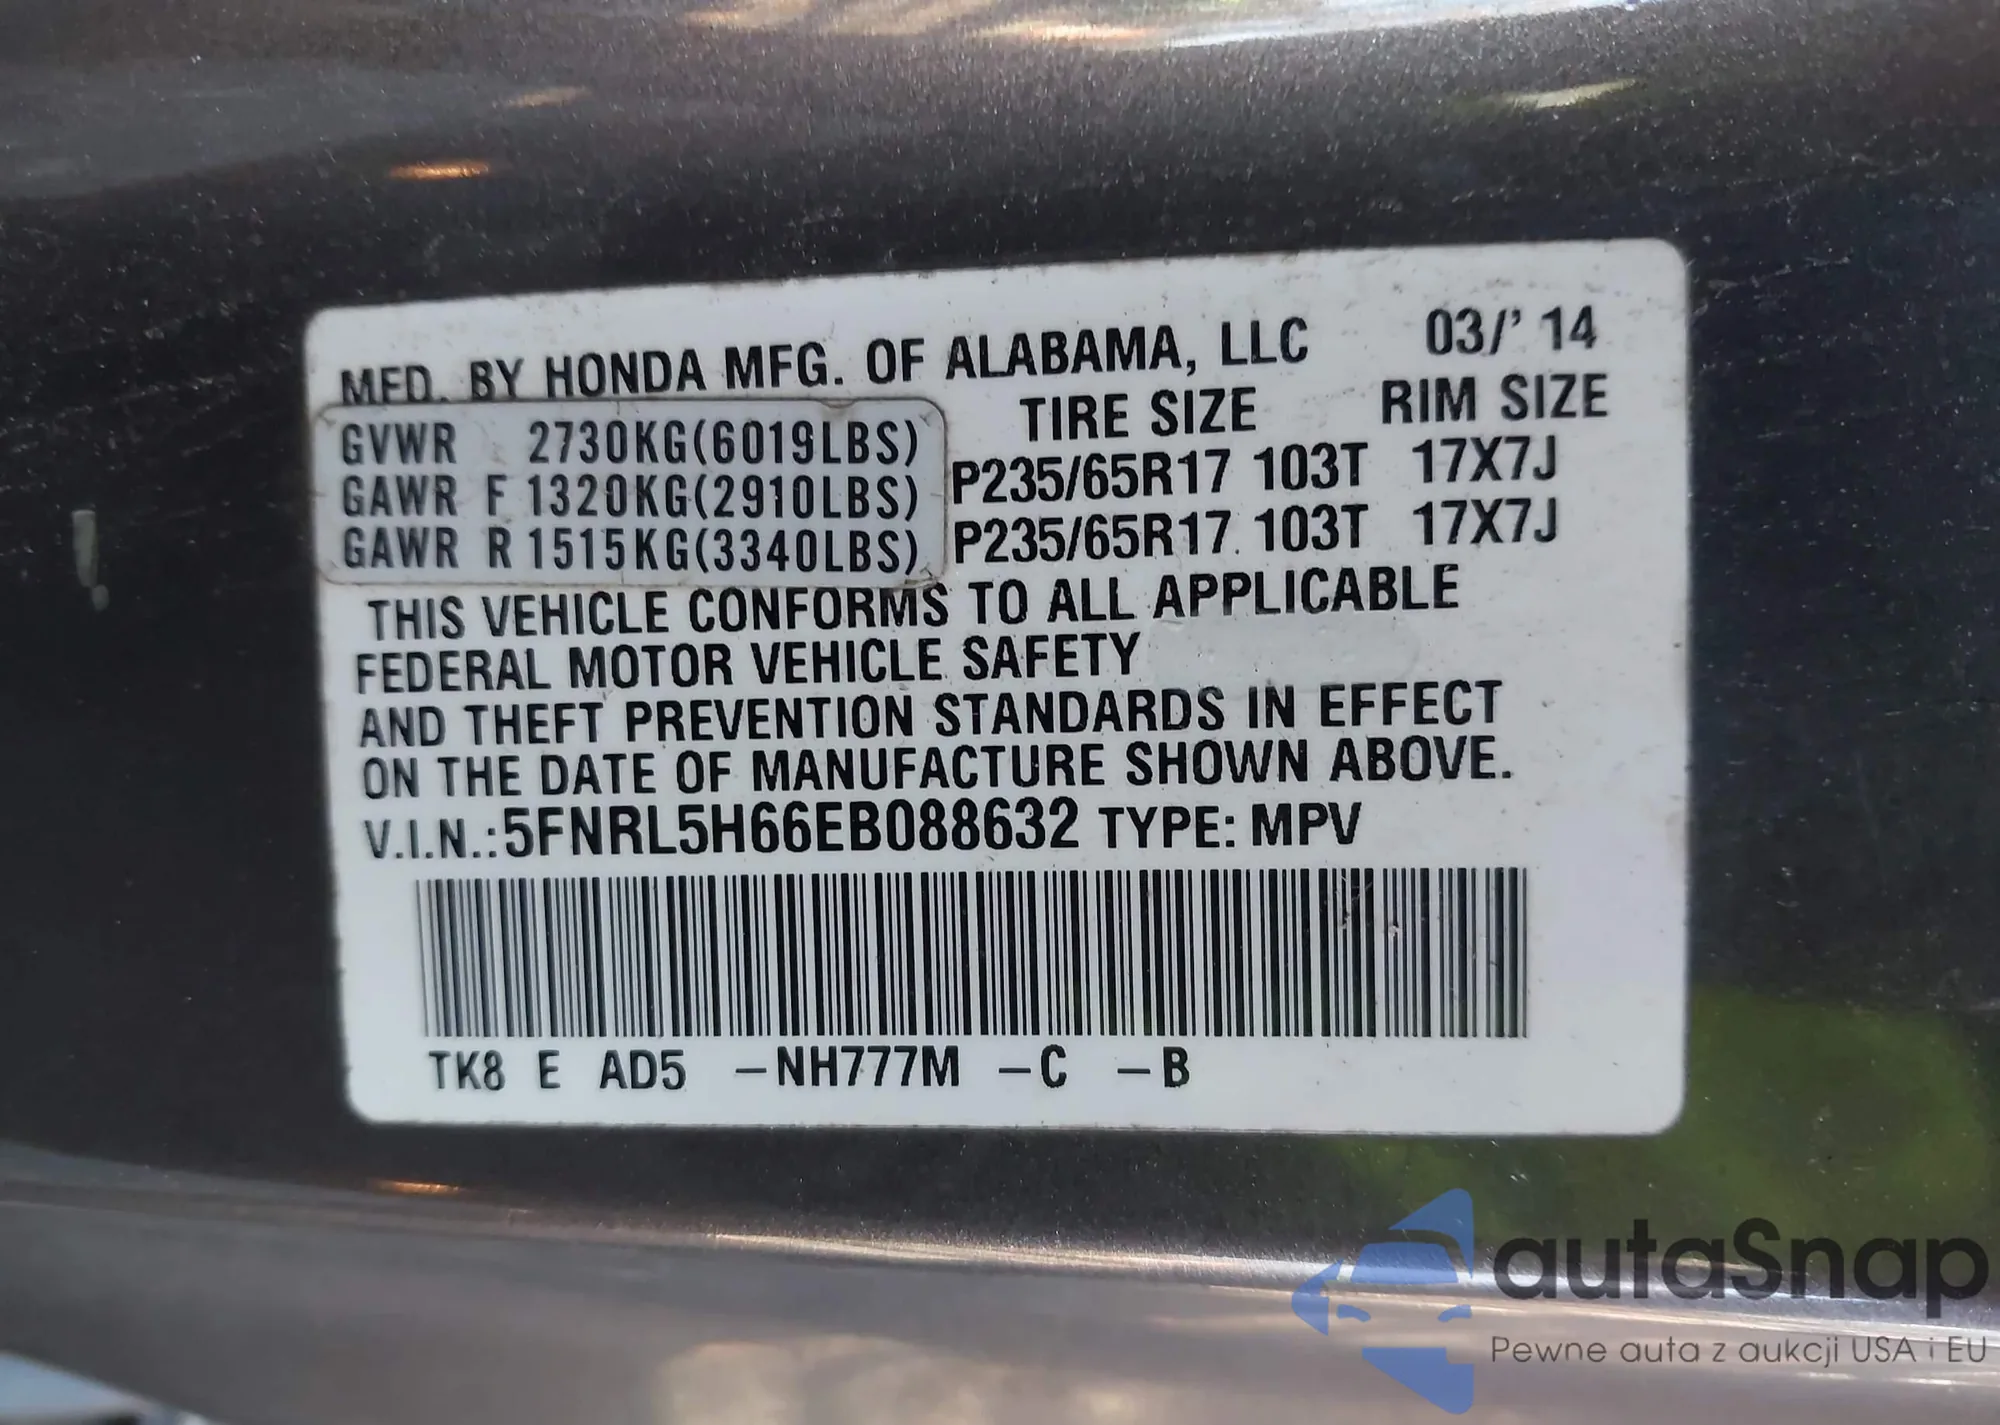 MFD. BY HONDA MFG. OF ALABAMA, LLC 03/' 14
TIRE SIZE RIM SIZE
GVWR 2730KG(6019LBS)
GAWR F 1320KG(2910LBS) P235/65R17 103T 17X7J
GAWR R 1515KG(3340LBS) P235/65R17 103T 17X7J
THIS VEHICLE CONFORMS TO ALL APPLICABLE
FEDERAL MOTOR VEHICLE SAFETY
AND THEFT PREVENTION STANDARDS IN EFFECT
ON THE DATE OF MANUFACTURE SHOWN ABOVE.
V.I.N.:5FNRL5H66EB088632 TYPE: MPV
TK8 E AD5 –NH777M –C –B
autaSnap
Pewne auta z aukcji USA i EU